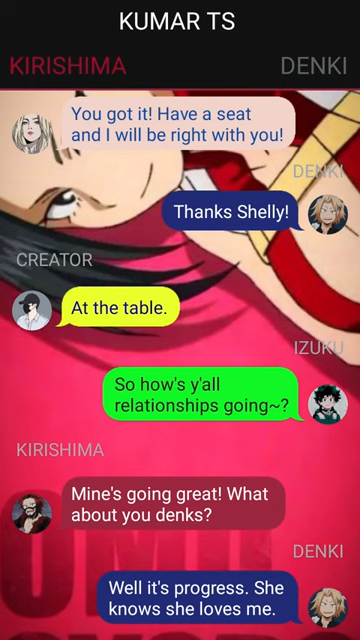 KUMAR TS
KIRISHIMA
DENKI
You got it! Have a seat
and I will be right with you!
DENKI
Thanks Shelly!
CREATOR
At the table.
IZUKU
So how's y'all
relationships going~?
KIRISHIMA
Mine's going great! What
about you denks?
DENKI
Well it's progress. She
knows she loves me.